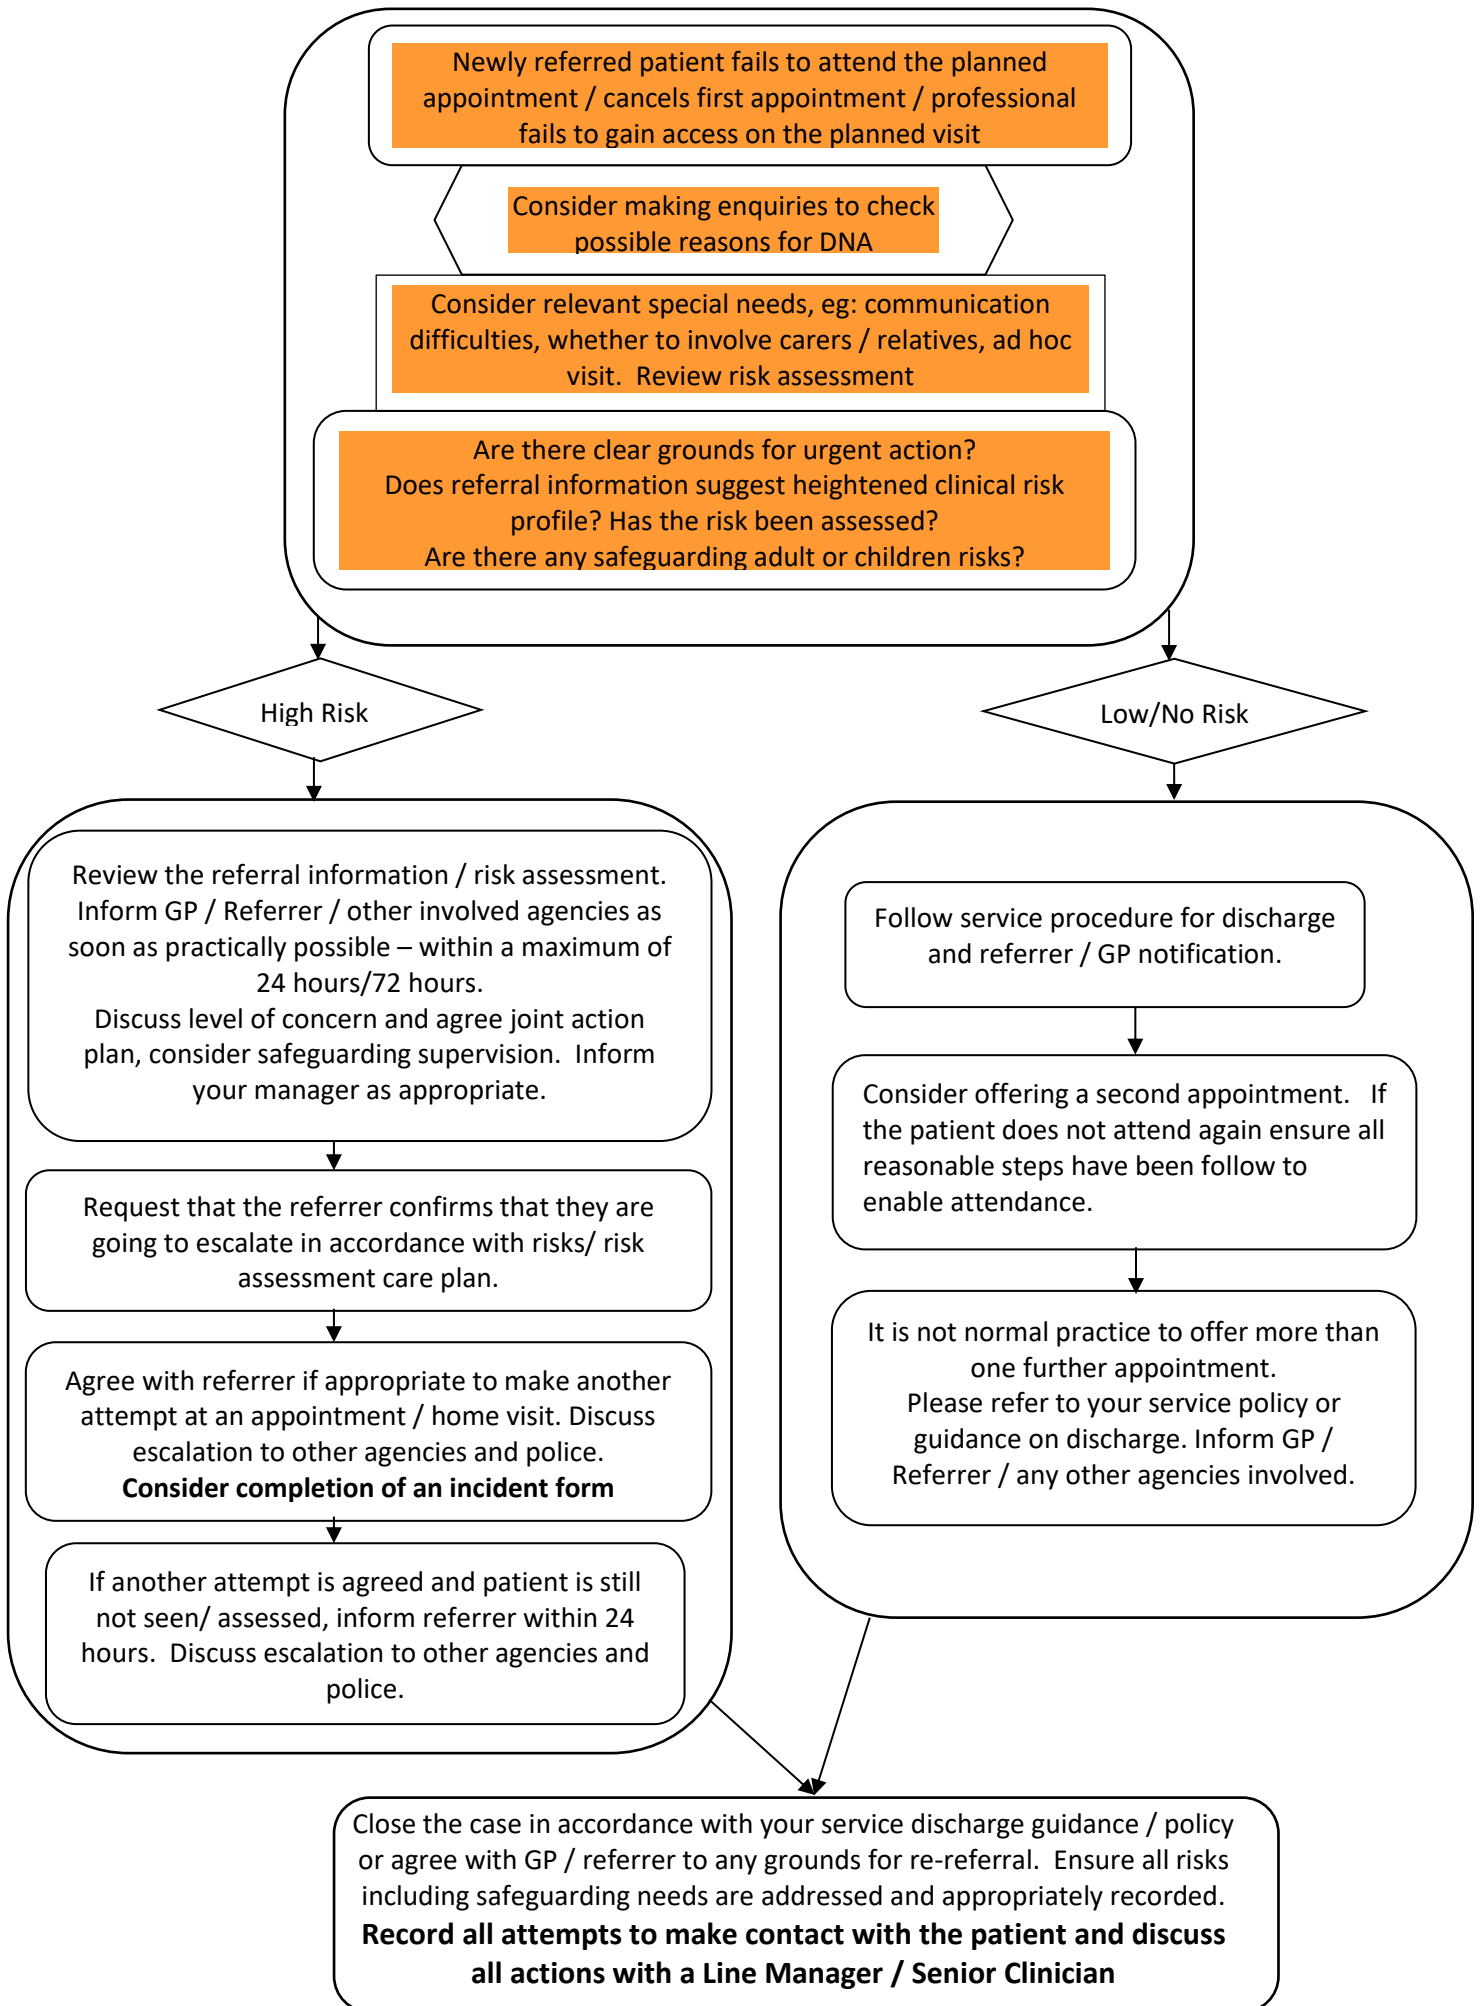 Newly referred patient fails to attend the planned
appointment / cancels first appointment / professional
fails to gain access on the planned visit
Consider making enquiries to check
possible reasons for DNA
Consider relevant special needs, eg: communication
difficulties, whether to involve carers / relatives, ad hoc
visit.  Review risk assessment
Are there clear grounds for urgent action?
Does referral information suggest heightened clinical risk
profile? Has the risk been assessed?
Are there any safeguarding adult or children risks?
High Risk
Review the referral information / risk assessment.
Inform GP / Referrer / other involved agencies as
soon as practically possible – within a maximum of
24 hours/72 hours.
Discuss level of concern and agree joint action
plan, consider safeguarding supervision.  Inform
your manager as appropriate.
Request that the referrer confirms that they are
going to escalate in accordance with risks/ risk
assessment care plan.
Agree with referrer if appropriate to make another
attempt at an appointment / home visit. Discuss
escalation to other agencies and police.
Consider completion of an incident form
If another attempt is agreed and patient is still
not seen/ assessed, inform referrer within 24
hours.  Discuss escalation to other agencies and
police.
Low/No Risk
Follow service procedure for discharge
and referrer / GP notification.
Consider offering a second appointment.   If
the patient does not attend again ensure all
reasonable steps have been follow to
enable attendance.
It is not normal practice to offer more than
one further appointment.
Please refer to your service policy or
guidance on discharge. Inform GP /
Referrer / any other agencies involved.
Close the case in accordance with your service discharge guidance / policy
or agree with GP / referrer to any grounds for re-referral.  Ensure all risks
including safeguarding needs are addressed and appropriately recorded.
Record all attempts to make contact with the patient and discuss
all actions with a Line Manager / Senior Clinician